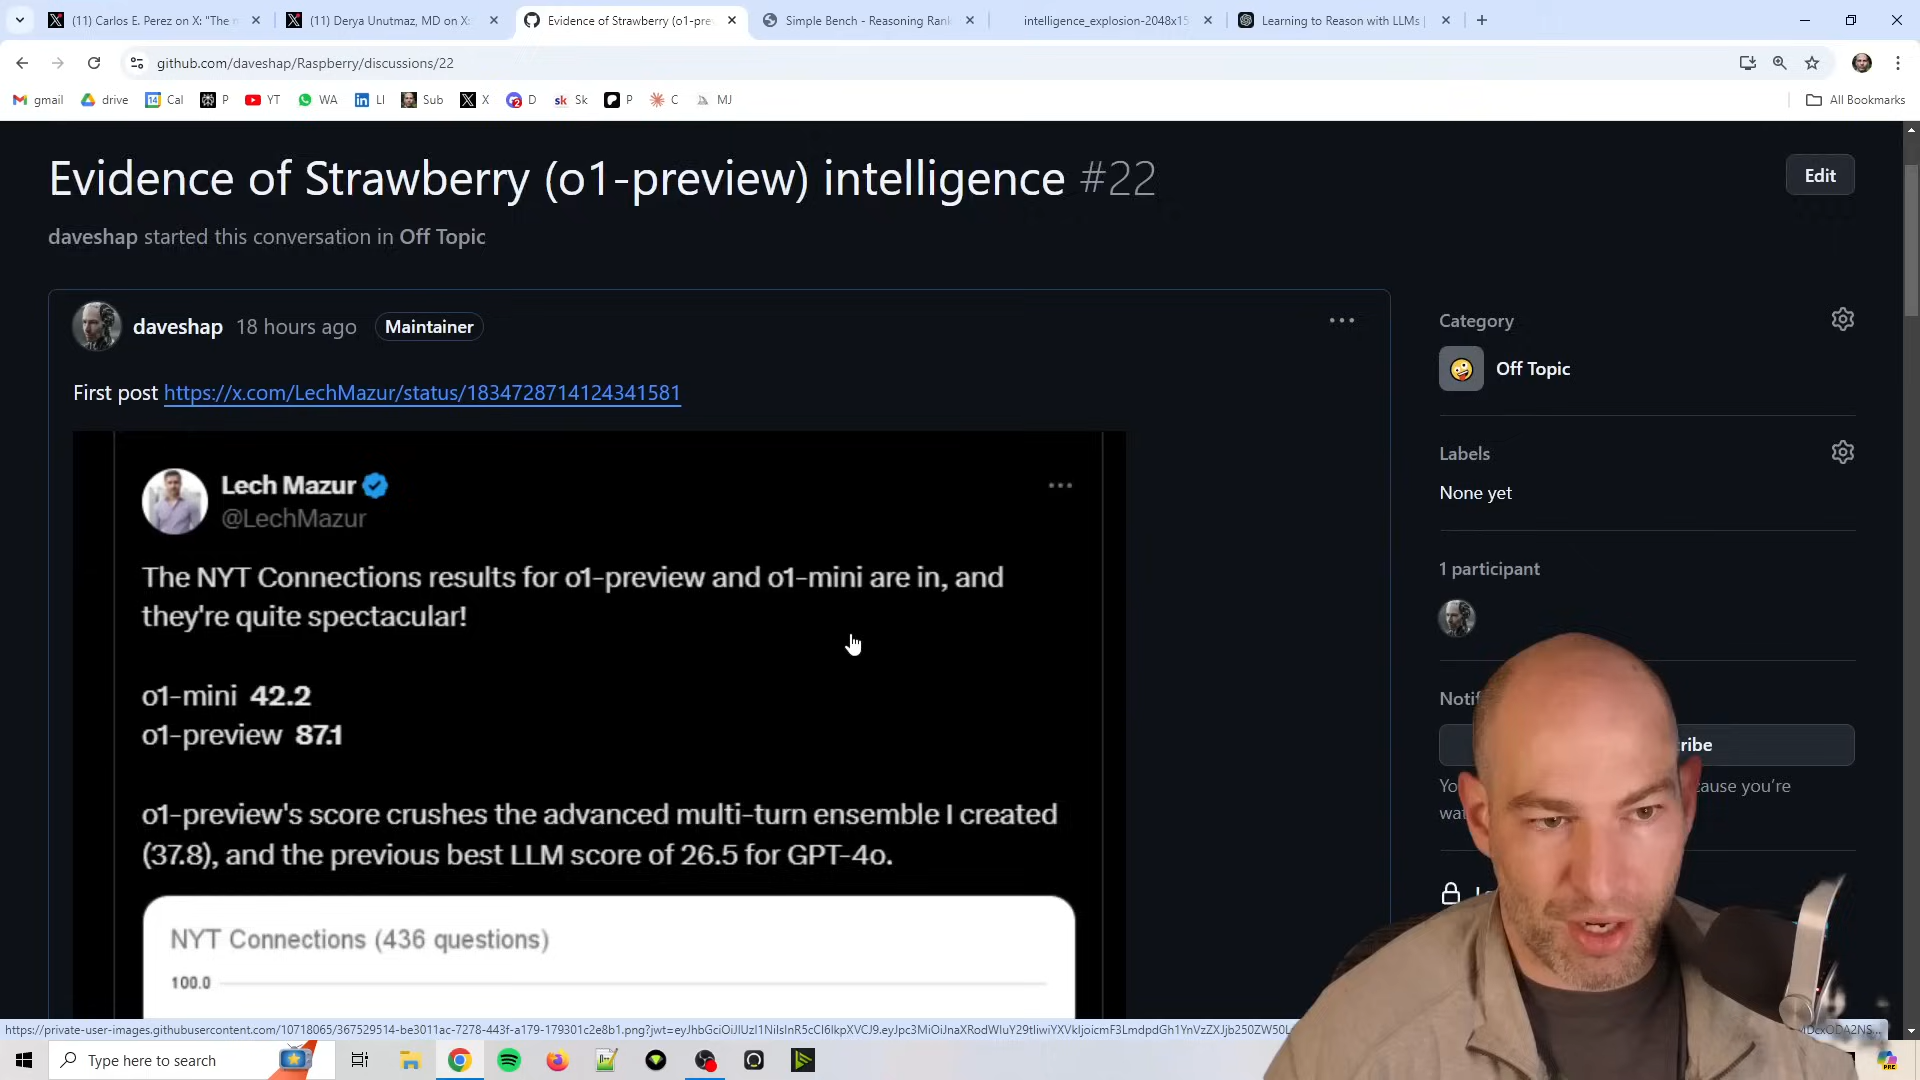 (11) Carlos E. Perez on X: "The n
(11) Derya Unutmaz, MD on X:
Evidence of Strawberry (o1-pre
Simple Bench - Reasoning Rank
intelligence_explosion-2048x15
Learning to Reason with LLMs |
github.com/daveshap/Raspberry/discussions/22
gmail
drive
Cal
P
YT
WA
LI
Sub
X
D
Sk
P
C
MJ
All Bookmarks
Evidence of Strawberry (o1-preview) intelligence #22
Edit
daveshap started this conversation in Off Topic
daveshap 18 hours ago Maintainer
First post https://x.com/LechMazur/status/1834728714124341581
Lech Mazur
@LechMazur
The NYT Connections results for o1-preview and o1-mini are in, and
they're quite spectacular!
o1-mini 42.2
o1-preview 87.1
o1-preview's score crushes the advanced multi-turn ensemble I created
(37.8), and the previous best LLM score of 26.5 for GPT-4o.
NYT Connections (436 questions)
100.0
Category
Off Topic
Labels
None yet
1 participant
Notif
ribe
Yo
cause you're
wat
Type here to search